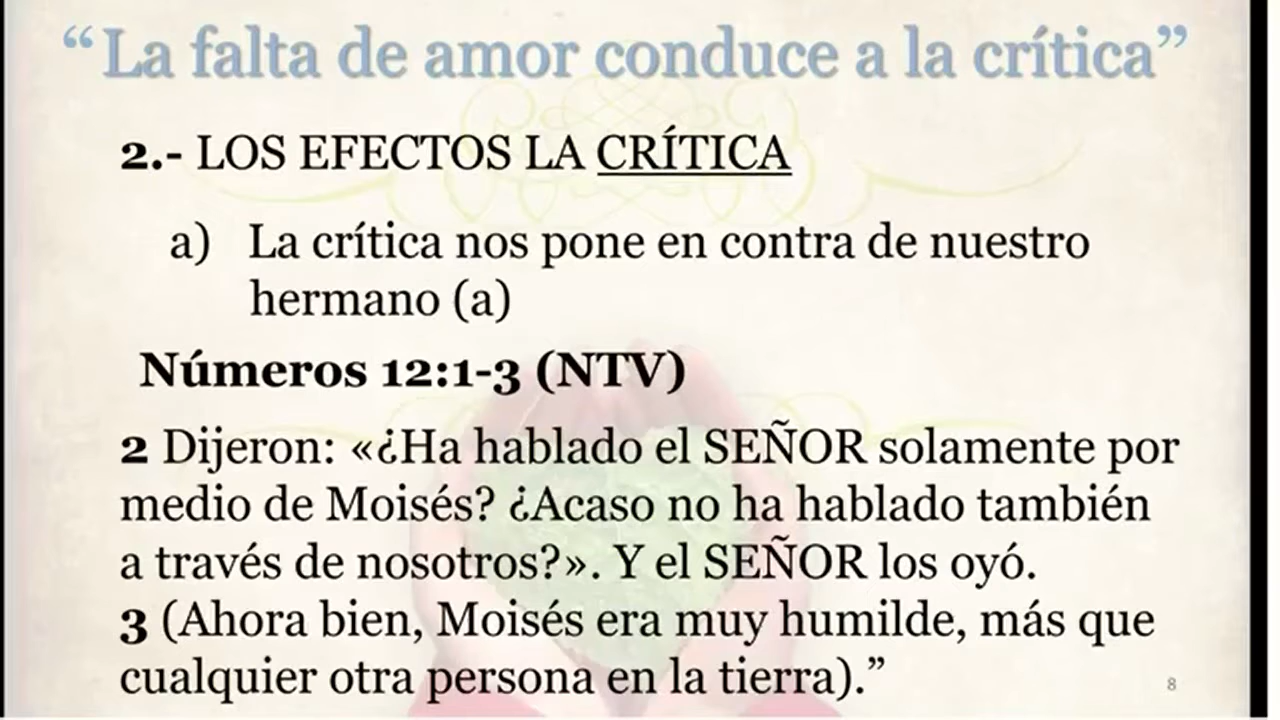 “La falta de amor conduce a la crítica”
2.- LOS EFECTOS LA CRÍTICA
a) La crítica nos pone en contra de nuestro
hermano (a)
Números 12:1-3 (NTV)
2 Dijeron: «¿Ha hablado el SEÑOR solamente por
medio de Moisés? ¿Acaso no ha hablado también
a través de nosotros?». Y el SEÑOR los oyó.
3 (Ahora bien, Moisés era muy humilde, más que
cualquier otra persona en la tierra).”
8